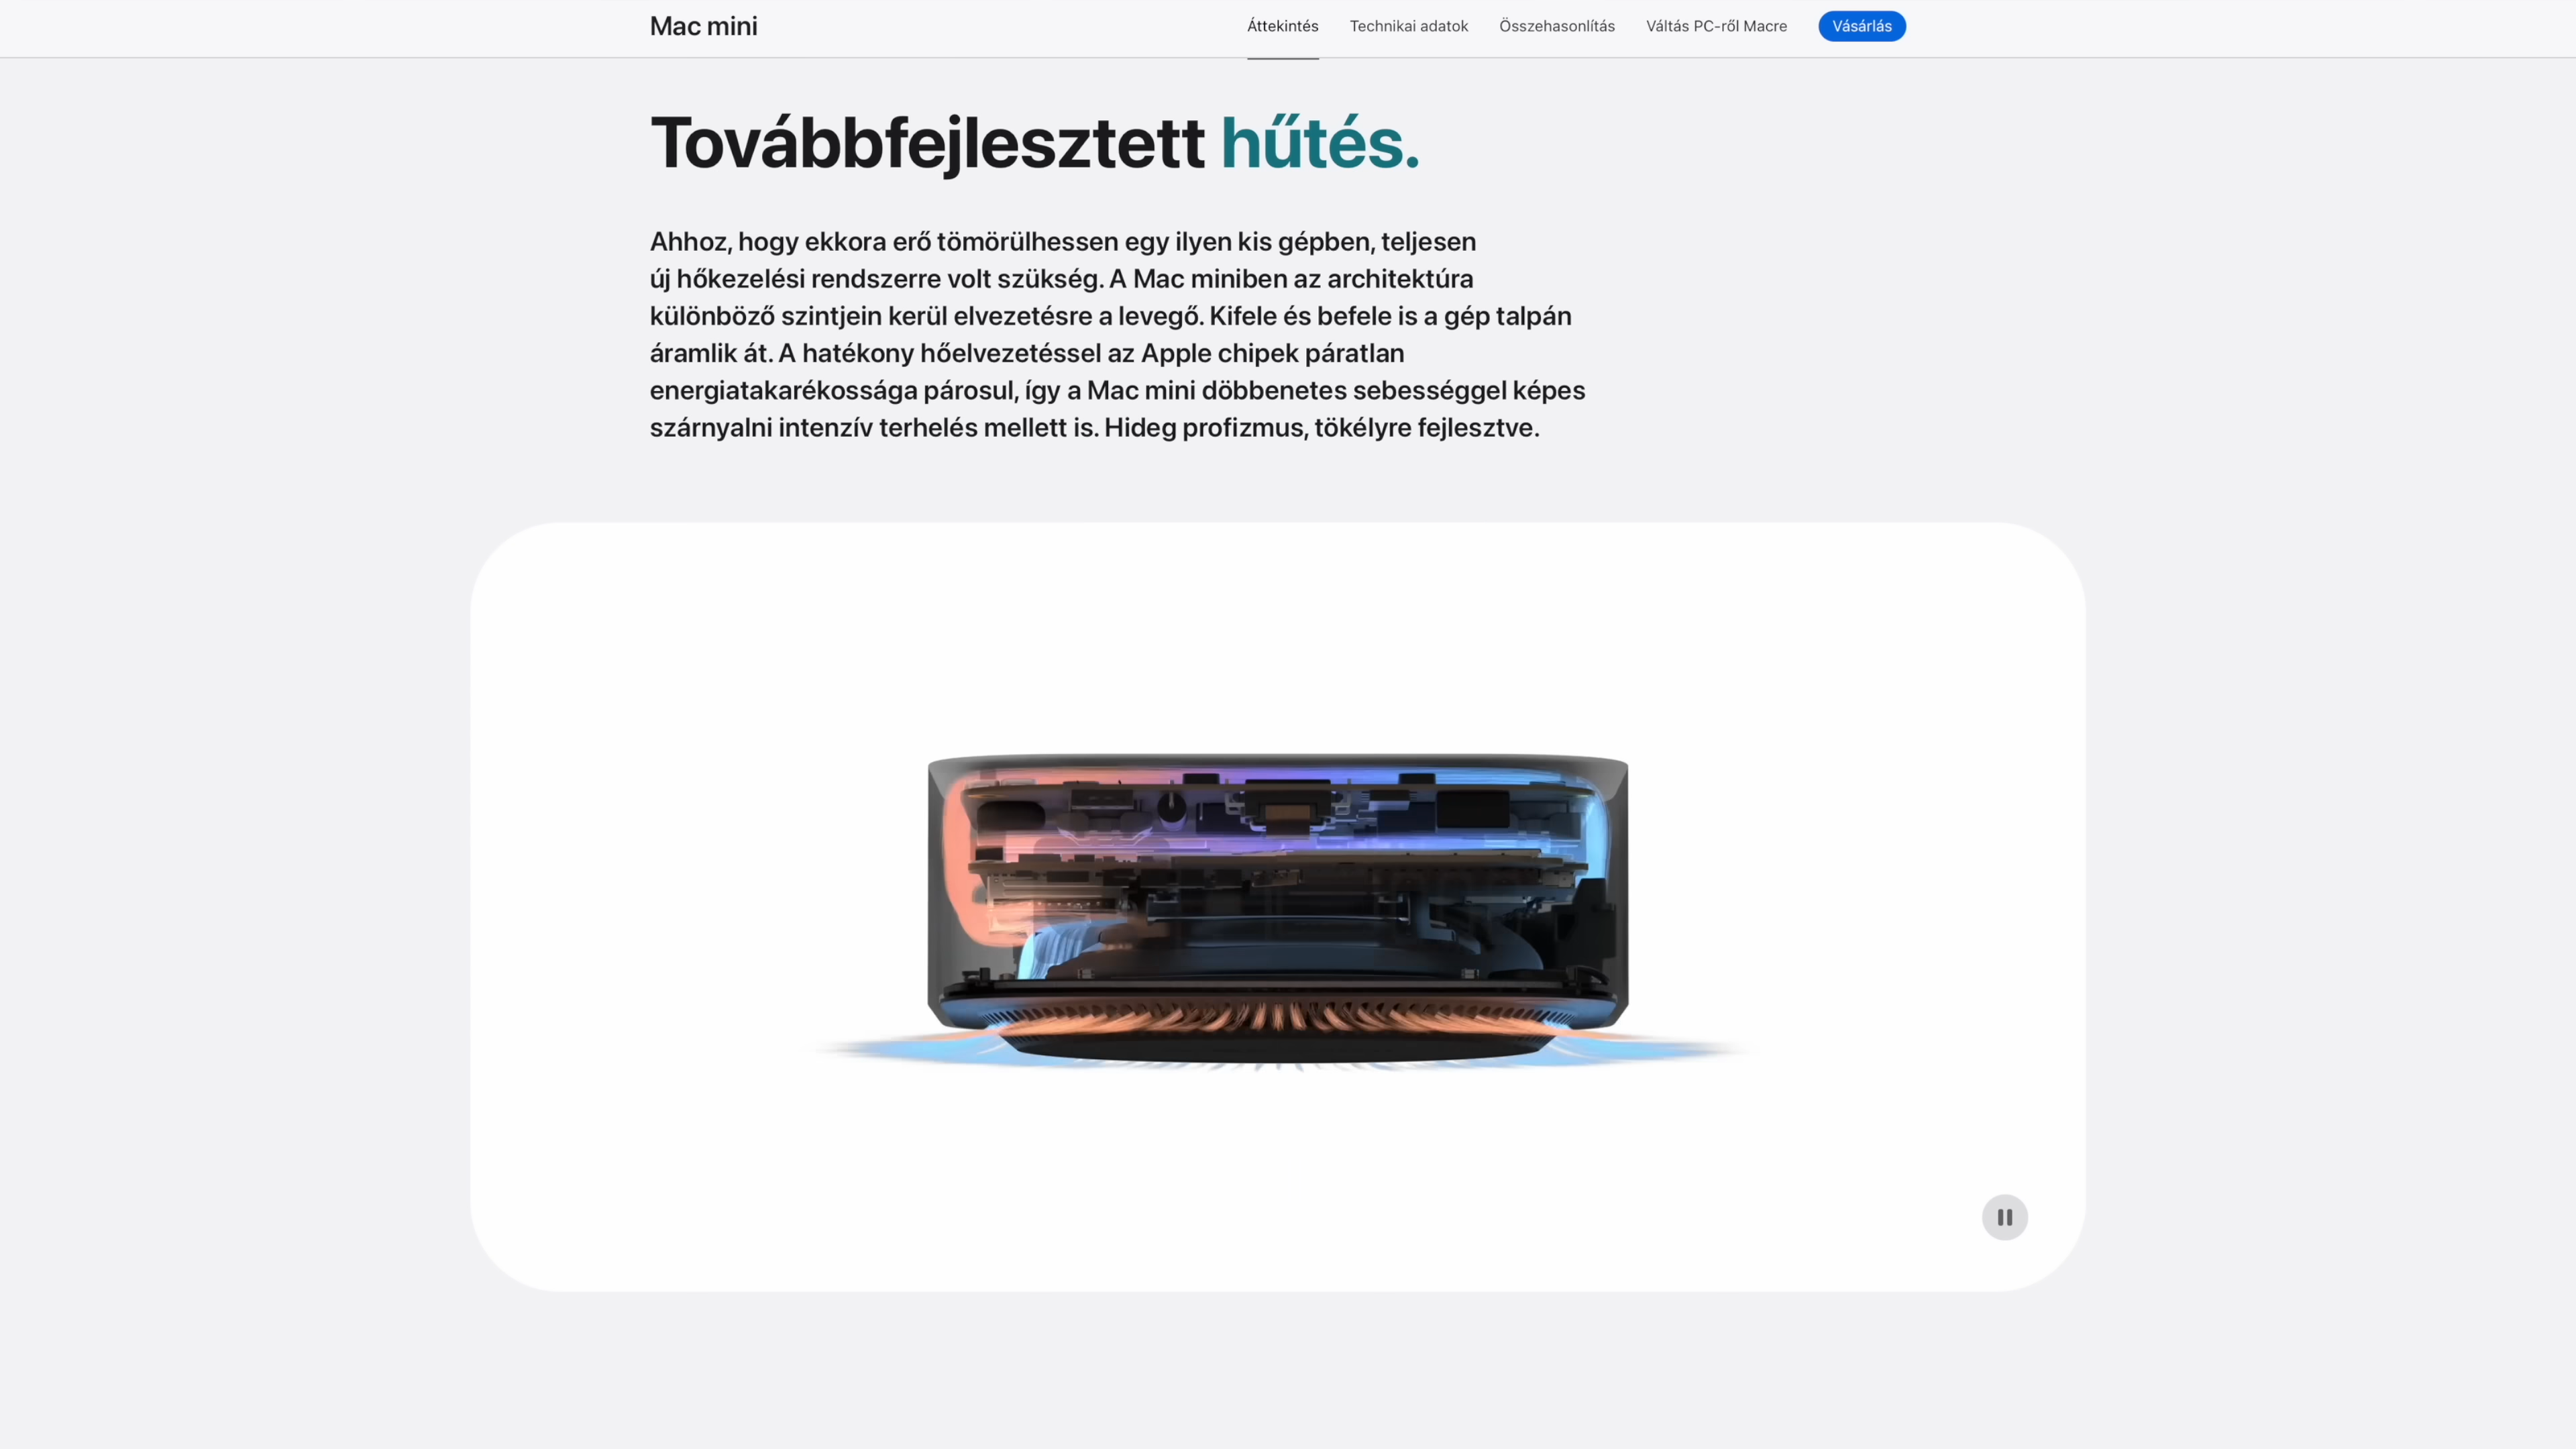 Mac mini
Áttekintés
Technikai adatok
Összehasonlítás
Váltás PC-ről Macre
Vásárlás
Továbbfejlesztett hűtés.
Ahhoz, hogy ekkora erő tömörülhessen egy ilyen kis gépben, teljesen
új hőkezelési rendszerre volt szükség. A Mac miniben az architektúra
különböző szintjein kerül elvezetésre a levegő. Kifele és befele is a gép talpán
áramlik át. A hatékony hőelvezetéssel az Apple chipek páratlan
energiatakarékossága párosul, így a Mac mini döbbenetes sebességgel képes
szárnyalni intenzív terhelés mellett is. Hideg profizmus, tökélyre fejlesztve.